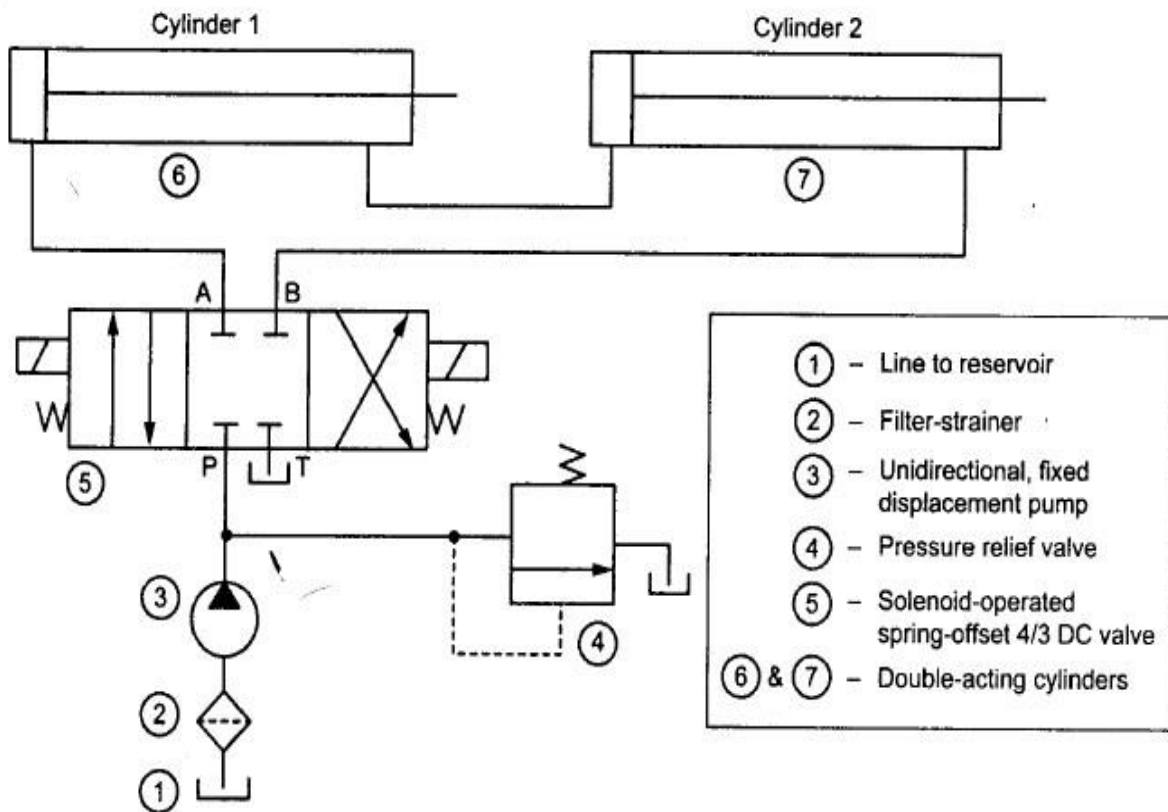 Cylinder 1
Cylinder 2
6
7
A
B
P
T
5
3
4
2
1
1 – Line to reservoir
2 – Filter-strainer
3 – Unidirectional, fixed
displacement pump
4 – Pressure relief valve
5 – Solenoid-operated
spring-offset 4/3 DC valve
6 & 7 – Double-acting cylinders